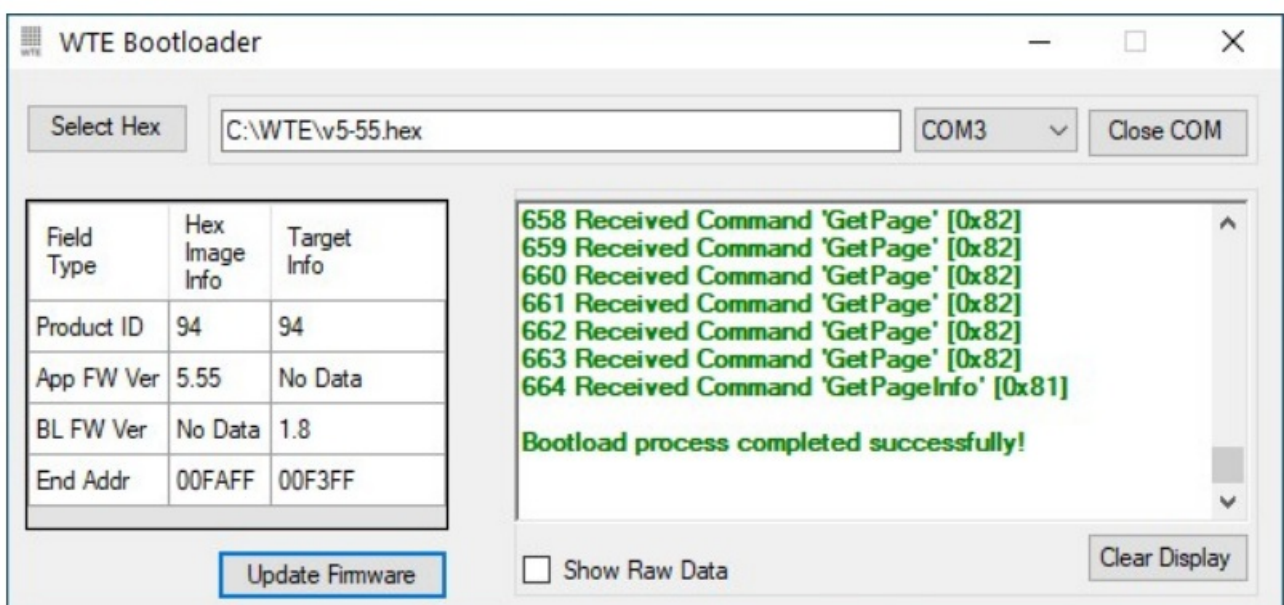 WTE
WTE Bootloader
Select Hex
C:\WTE\v5-55.hex
COM3
Close COM
Field Type
Hex Image Info
Target Info
Product ID 94 94
App FW Ver 5.55 No Data
BL FW Ver No Data 1.8
End Addr 00FAFF 00F3FF
Update Firmware
658 Received Command 'GetPage' [0x82]
659 Received Command 'GetPage' [0x82]
660 Received Command 'GetPage' [0x82]
661 Received Command 'GetPage' [0x82]
662 Received Command 'GetPage' [0x82]
663 Received Command 'GetPage' [0x82]
664 Received Command 'GetPageInfo' [0x81]
Bootload process completed successfully!
Show Raw Data
Clear Display